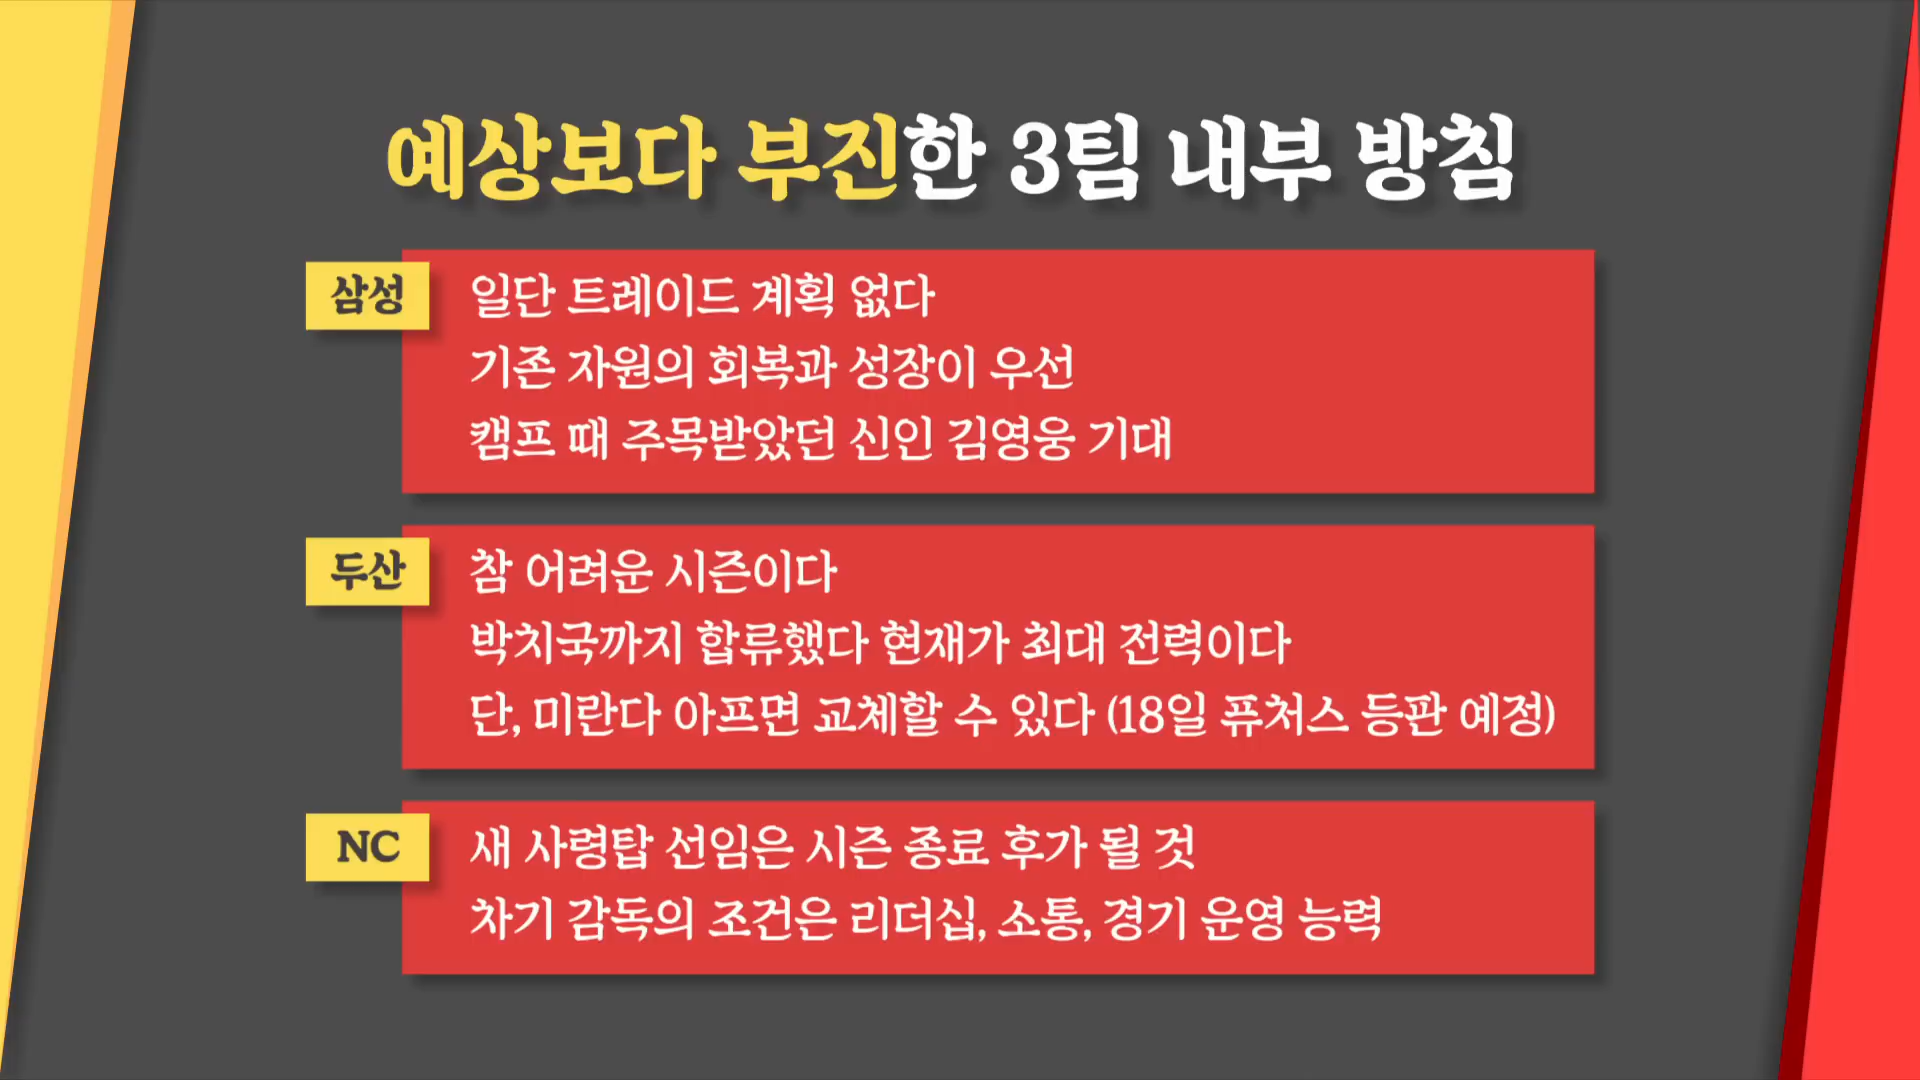 예상보다 부진한 3팀 내부 방침
삼성
일단 트레이드 계획 없다
기존 자원의 회복과 성장이 우선
캠프 때 주목받았던 신인 김영웅 기대
두산
참 어려운 시즌이다
박치국까지 합류했다 현재가 최대 전력이다
단, 미란다 아프면 교체할 수 있다 (18일 퓨처스 등판 예정)
NC
새 사령탑 선임은 시즌 종료 후가 될 것
차기 감독의 조건은 리더십, 소통, 경기 운영 능력